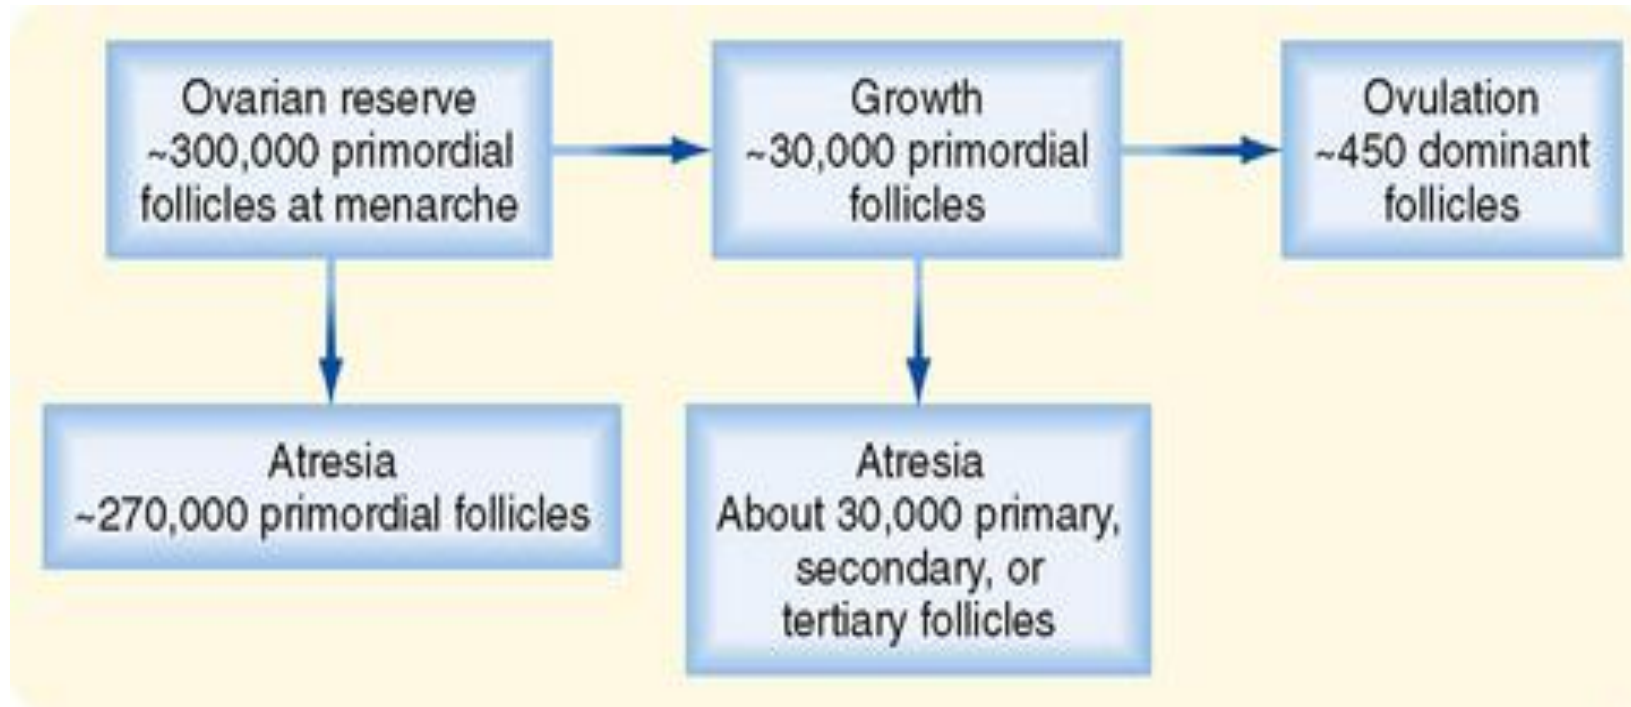 Ovarian reserve
~300,000 primordial
follicles at menarche
Growth
~30,000 primordial
follicles
Ovulation
~450 dominant
follicles
Atresia
~270,000 primordial follicles
Atresia
About 30,000 primary,
secondary, or
tertiary follicles